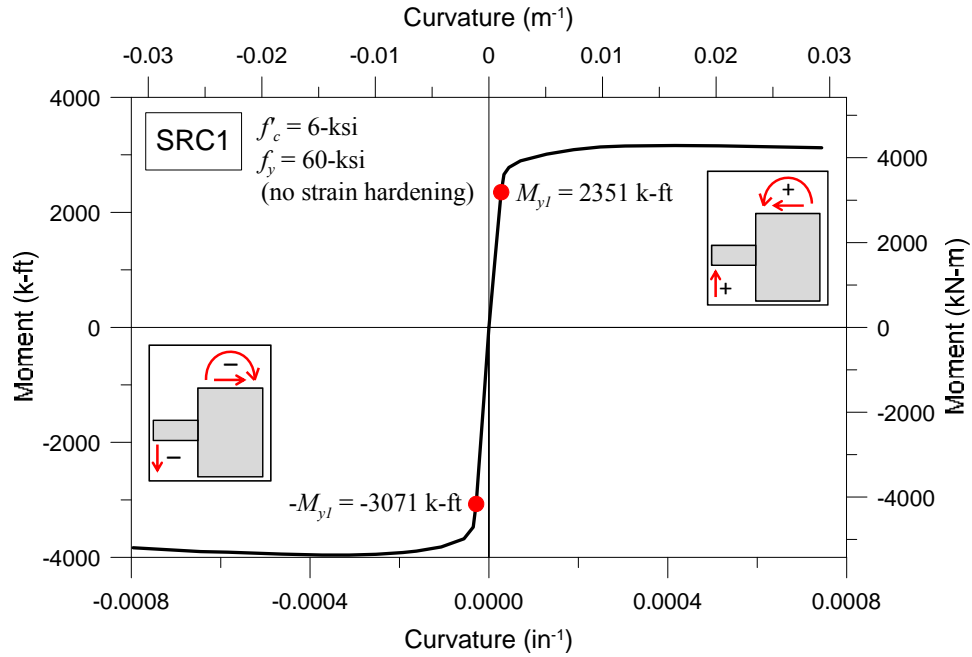 Curvature (m⁻¹)
-0.03 -0.02 -0.01 0 0.01 0.02 0.03
4000
2000
0
-2000
-4000
Moment (k-ft)
SRC1
f'c = 6-ksi
fy = 60-ksi
(no strain hardening)
My1 = 2351 k-ft
+
+
−
−
-My1 = -3071 k-ft
4000
2000
0
-2000
-4000
Moment (kN-m)
-0.0008 -0.0004 0.0000 0.0004 0.0008
Curvature (in⁻¹)